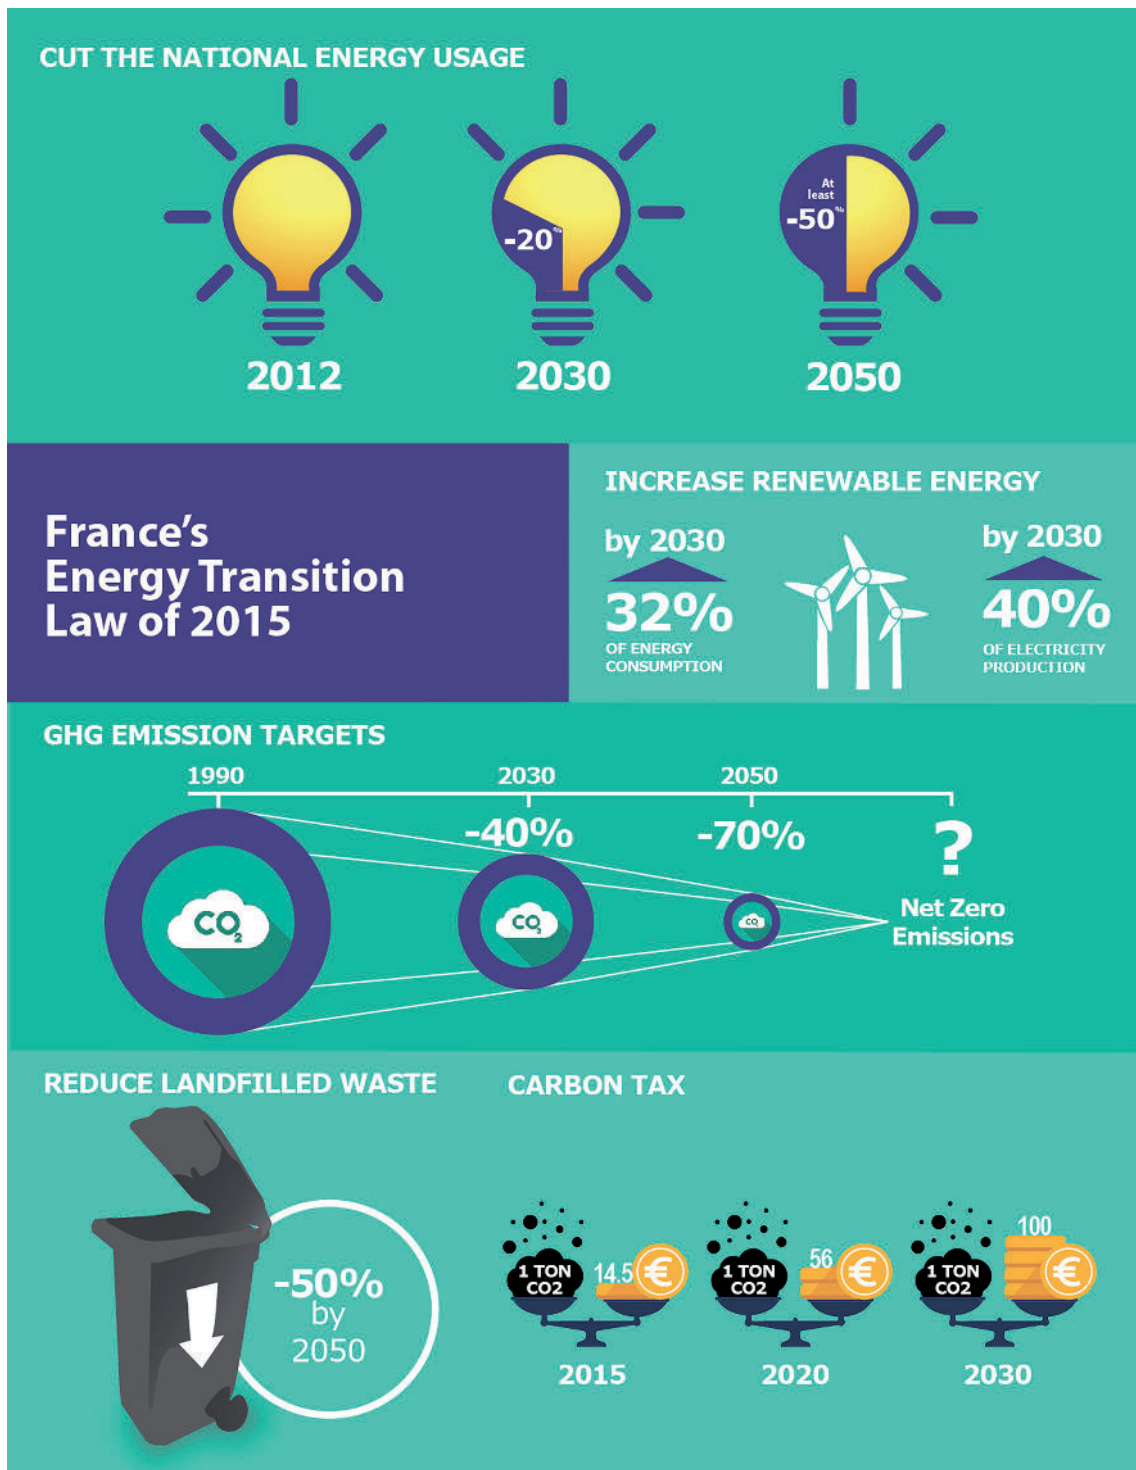 CUT THE NATIONAL ENERGY USAGE
-20%
At
least
-50%
2012
2030
2050
France's
Energy Transition
Law of 2015
INCREASE RENEWABLE ENERGY
by 2030
32%
OF ENERGY
CONSUMPTION
by 2030
40%
OF ELECTRICITY
PRODUCTION
GHG EMISSION TARGETS
1990
2030
2050
-40%
-70%
?
CO2
CO2
CO2
Net Zero
Emissions
REDUCE LANDFILLED WASTE
-50%
by
2050
CARBON TAX
1 TON
CO2
14.5 €
2015
1 TON
CO2
56 €
2020
1 TON
CO2
100
€
2030